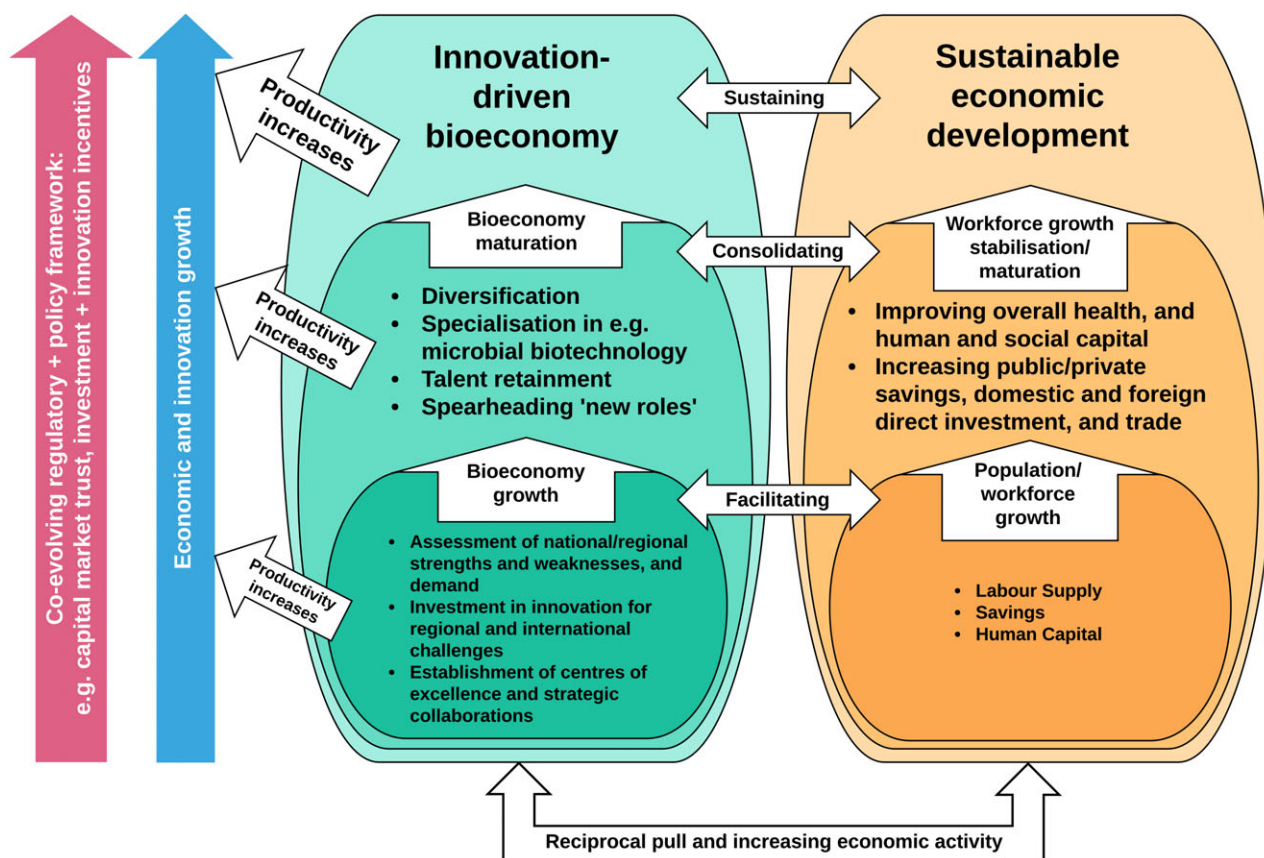 Co-evolving regulatory + policy framework:
e.g. capital market trust, investment + innovation incentives
Economic and innovation growth
Productivity
increases
Productivity
increases
Productivity
increases
Innovation-
driven
bioeconomy
Bioeconomy
maturation
• Diversification
• Specialisation in e.g.
microbial biotechnology
• Talent retainment
• Spearheading 'new roles'
Bioeconomy
growth
• Assessment of national/regional
strengths and weaknesses, and
demand
• Investment in innovation for
regional and international
challenges
• Establishment of centres of
excellence and strategic
collaborations
Sustaining
Consolidating
Facilitating
Sustainable
economic
development
Workforce growth
stabilisation/
maturation
• Improving overall health, and
human and social capital
• Increasing public/private
savings, domestic and foreign
direct investment, and trade
Population/
workforce
growth
• Labour Supply
• Savings
• Human Capital
Reciprocal pull and increasing economic activity